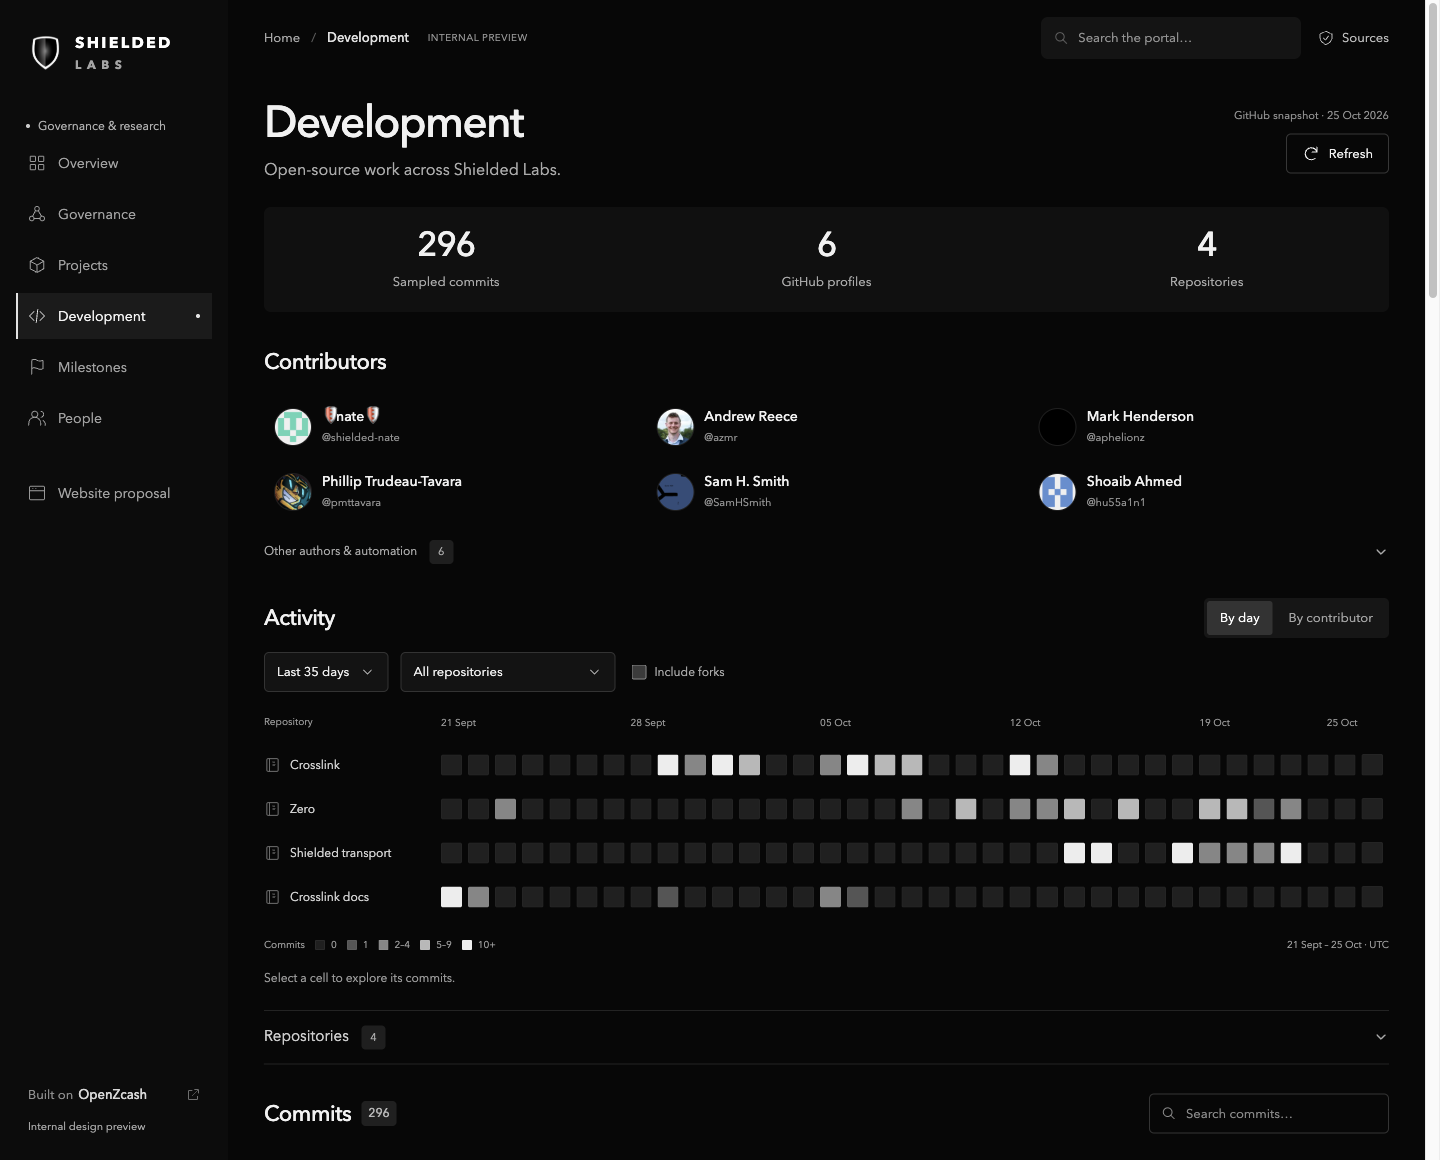 SHIELDED
LABS
Governance & research
Overview
Governance
Projects
Development
Milestones
People
Website proposal
Built on OpenZcash
Internal design preview
Home / Development INTERNAL PREVIEW
Search the portal...
Sources
Development
Open-source work across Shielded Labs.
GitHub snapshot · 25 Oct 2026
Refresh
296
Sampled commits
6
GitHub profiles
4
Repositories
Contributors
nate
@shielded-nate
Andrew Reece
@azmr
Mark Henderson
@aphelionz
Phillip Trudeau-Tavara
@pmttavara
Sam H. Smith
@SamHSmith
Shoaib Ahmed
@hu55a1n1
Other authors & automation 6
Activity
By day By contributor
Last 35 days All repositories Include forks
Repository 21 Sept 28 Sept 05 Oct 12 Oct 19 Oct 25 Oct
Crosslink
Zero
Shielded transport
Crosslink docs
Commits 0 1 2–4 5–9 10+
21 Sept – 25 Oct · UTC
Select a cell to explore its commits.
Repositories 4
Commits 296
Search commits...